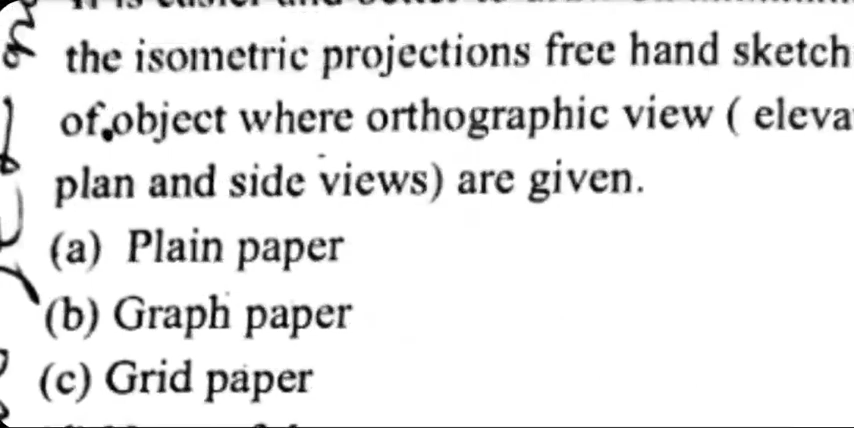 the isometric projections free hand sketch
of object where orthographic view ( eleva
plan and side views) are given.
(a) Plain paper
(b) Graph paper
(c) Grid paper